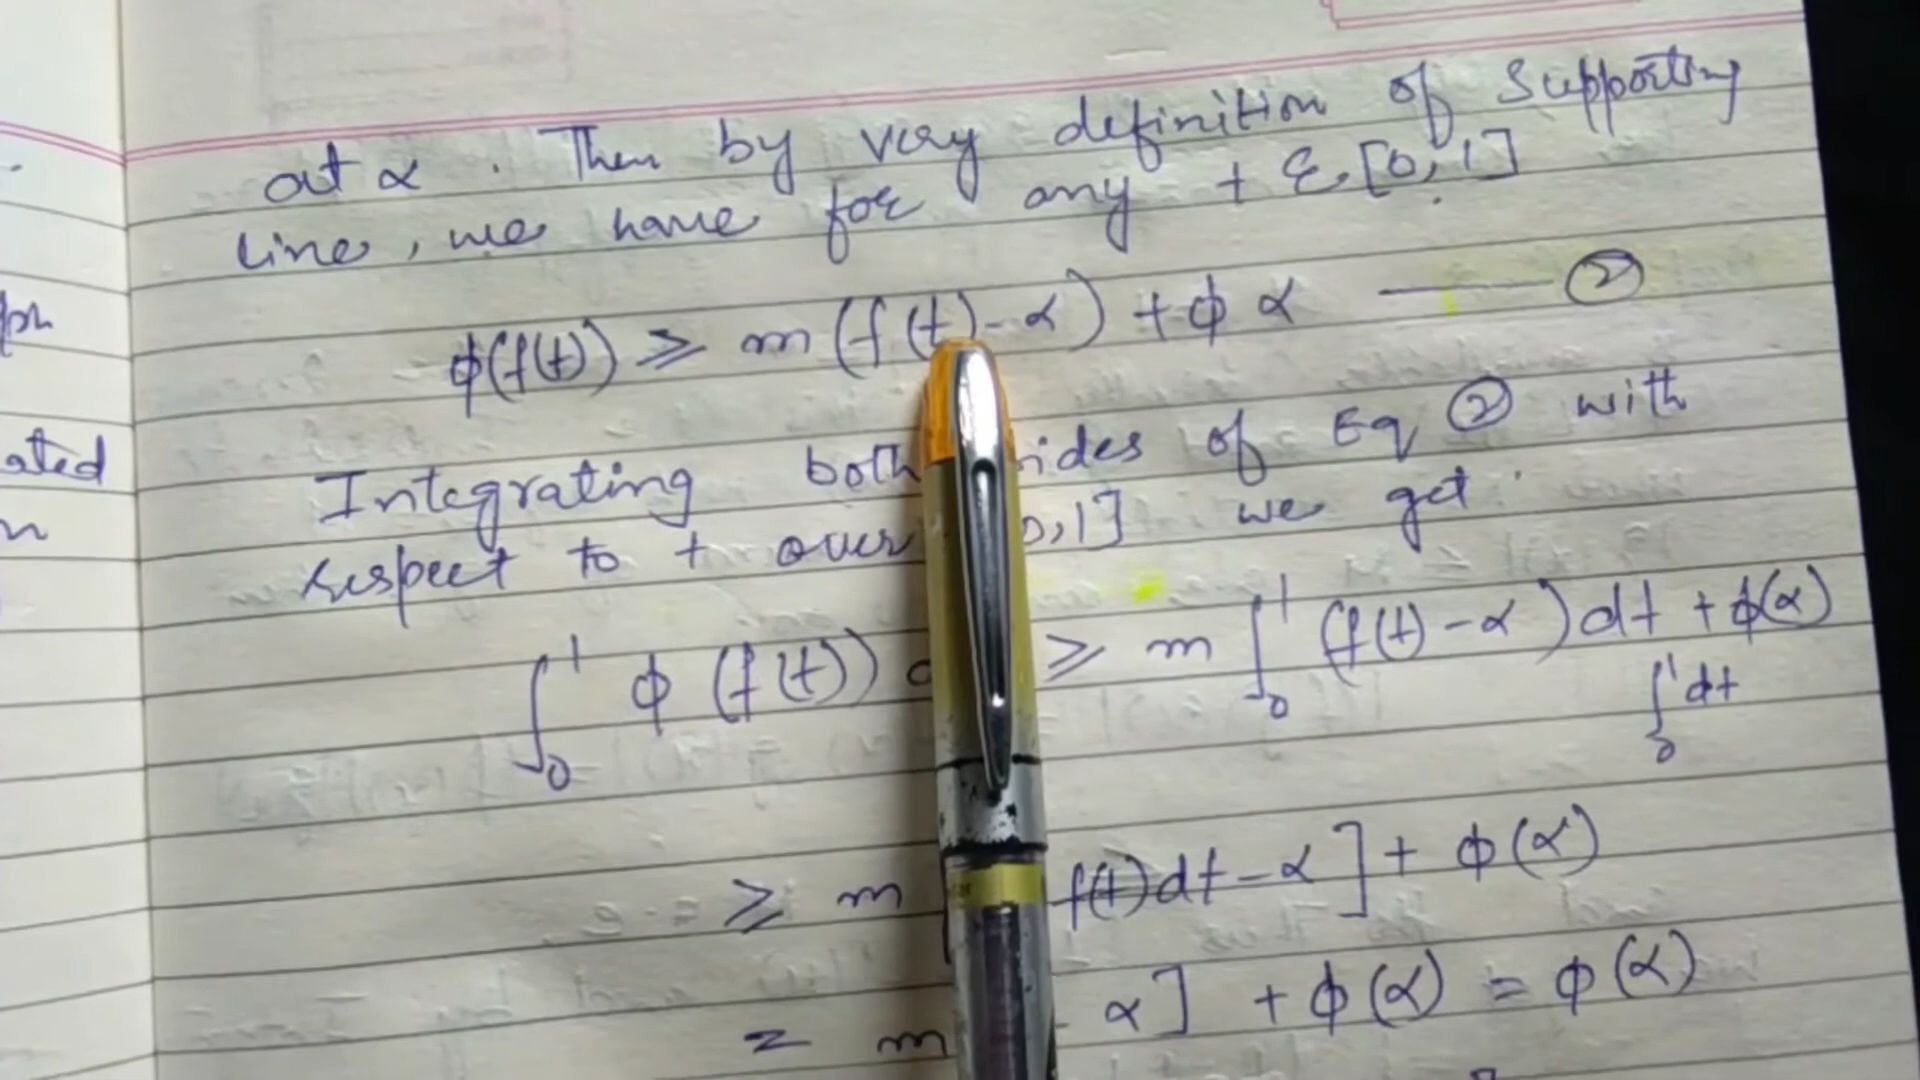 at α. Then by very definition of Supporting
line, we have for any t ε [0,1]
ϕ(f(t)) ≥ m(f(t)-α) + ϕ α —— ②
Integrating both sides of Eq ② with
respect to t over 0,1] we get.
∫₀¹ ϕ (f(t)) ≥ m ∫₀¹ (f(t)-α)dt + ϕ(α)
∫₀¹ dt
≥ m f(t)dt - α] + ϕ(α)
= m - α] + ϕ(α) = ϕ(α)
ated